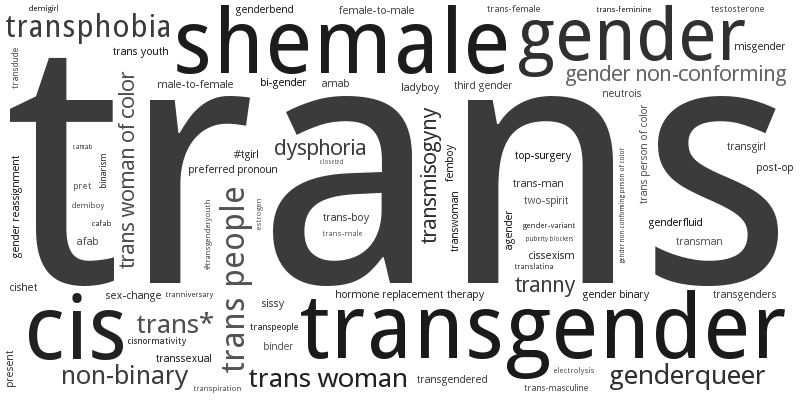 demigirl
genderbend
female-to-male
trans-female
trans-feminine
testosterone
transphobia
shemale
gender
misgender
trans youth
transdude
gender non-conforming
male-to-female
bi-gender
amab
ladyboy
third gender
neutrois
trans
trans woman of color
#tgirl
dysphoria
closeted
preferred pronoun
camab
binarism
pret
demiboy
cafab
afab
gender reassignment
#transgenderyouth
trans people
estrogen
trans-boy
trans-male
transmisogyny
femboy
transwoman
top-surgery
trans-man
two-spirit
agender
gender-variant
puberty blockers
cissexism
translatina
tranny
gender non-conforming person of color
trans person of color
transgirl
post-op
genderfluid
transman
cishet
sex-change
tranniversary
sissy
hormone replacement therapy
gender binary
transgenders
cis
trans*
cisnormativity
transpeople
binder
transgender
transsexual
present
non-binary
transpiration
trans woman
transgendered
electrolysis
trans-masculine
genderqueer